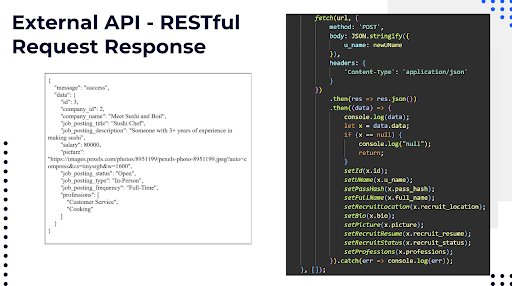 External API - RESTful
Request Response
{
"message": "success",
"data": {
"id": 3,
"company_id": 2,
"company_name": "Meet Sushi and Boil",
"job_posting_title": "Sushi Chef",
"job_posting_description": "Someone with 3+ years of experience in
making sushi",
"salary": 80000,
"picture":
"https://images.pexels.com/photos/8951199/pexels-photo-8951199.jpeg?auto=c
ompress&cs=tinysrgb&w=1600",
"job_posting_status": "Open",
"job_posting_type": "In-Person",
"job_posting_frequency": "Full-Time",
"professions": [
"Customer Service",
"Cooking"
]
}
}
fetch(url, {
method: 'POST',
body: JSON.stringify({
u_name: newUName
}),
headers: {
'Content-Type': 'application/json'
}
})
.then(res => res.json())
.then((data) => {
console.log(data);
let x = data.data;
if (x == null) {
console.log("null");
return;
}
setId(x.id);
setUName(x.u_name);
setPassHash(x.pass_hash);
setFullName(x.full_name);
setRecruitLocation(x.recruit_location);
setBio(x.bio);
setPicture(x.picture);
setRecruitResume(x.recruit_resume);
setRecruitStatus(x.recruit_status);
setProfessions(x.professions);
}).catch(err => console.log(err));
}, []);